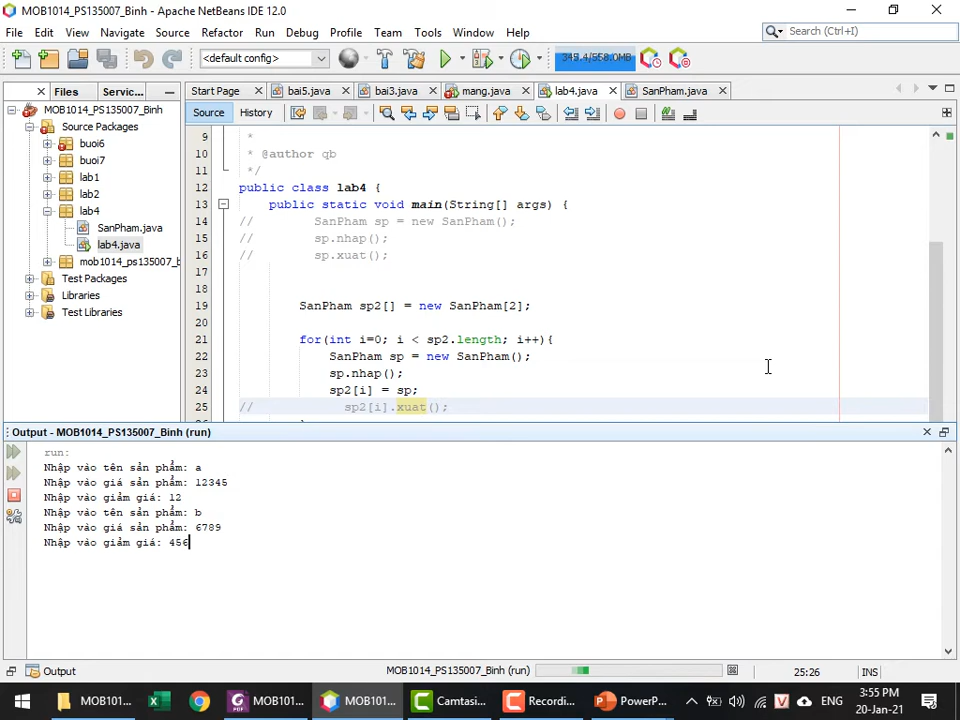 MOB1014_PS135007_Binh - Apache NetBeans IDE 12.0
File Edit View Navigate Source Refactor Run Debug Profile Team Tools Window Help
Search (Ctrl+I)
<default config>
345.4/558.0MB
Files Servic...
Start Page bai5.java bai3.java mang.java lab4.java SanPham.java
MOB1014_PS135007_Binh
Source Packages
buoi6
buoi7
lab1
lab2
lab4
SanPham.java
lab4.java
mob1014_ps135007_b
Test Packages
Libraries
Test Libraries
Source History
9 *
10 * @author qb
11 */
12 public class lab4 {
13 public static void main(String[] args) {
14 // SanPham sp = new SanPham();
15 // sp.nhap();
16 // sp.xuat();
17
18
19 SanPham sp2[] = new SanPham[2];
20
21 for(int i=0; i < sp2.length; i++){
22 SanPham sp = new SanPham();
23 sp.nhap();
24 sp2[i] = sp;
25 // sp2[i].xuat();
Output - MOB1014_PS135007_Binh (run)
run:
Nhập vào tên sản phẩm: a
Nhập vào giá sản phẩm: 12345
Nhập vào giảm giá: 12
Nhập vào tên sản phẩm: b
Nhập vào giá sản phẩm: 6789
Nhập vào giảm giá: 456
Output
MOB1014_PS135007_Binh (run)
25:26 INS
MOB101... MOB101... MOB101... Camtasi... Recordi... PowerP...
V ENG
3:55 PM
20-Jan-21